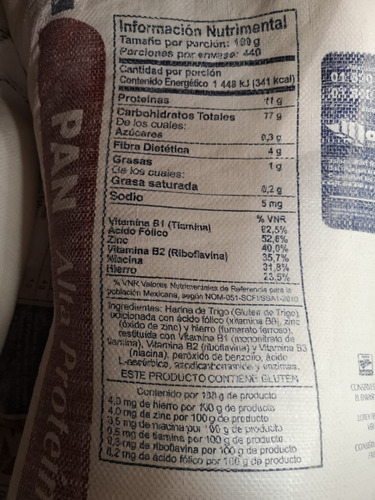 Información Nutrimental
Tamaño por porción: 100 g
Porciones por envase: 440
Cantidad por porción
Contenido Energético 1 448 kJ (341 kcal)
Proteínas 11 g
Carbohidratos Totales 77 g
De los cuales:
Azúcares 0,3 g
Fibra Dietética 4 g
Grasas 1 g
De los cuales:
Grasa saturada 0,2 g
Sodio 5 mg
% VNR
Vitamina B1 (Tiamina) 62,5%
Ácido Fólico 52,6%
Zinc 40,0%
Vitamina B2 (Riboflavina) 35,7%
Niacina 31,8%
Hierro 23,5%
% VNR Valores Nutrimentales de Referencia para la
población Mexicana, según NOM-051-SCFI/SSA1-2010
Ingredientes: Harina de Trigo (Gluten de Trigo),
adicionada con ácido fólico (vitamina B9), zinc
(óxido de zinc) y hierro (fumarato ferroso),
restituida con Vitamina B1 (mononitrato de
tiamina), Vitamina B2 (riboflavina) y Vitamina B3
(niacina), peróxido de benzoilo, ácido
L-ascórbico, azodicarbonamida y enzimas.
ESTE PRODUCTO CONTIENE GLUTEN
Contenido por 100 g de producto
4,0 mg de hierro por 100 g de producto
4,0 mg de zinc por 100 g de producto
3,5 mg de niacina por 100 g de producto
0,5 mg de tiamina por 100 g de producto
0,3 mg de riboflavina por 100 g de producto
0,2 mg de ácido fólico por 100 g de producto
PAN Alta Proteín